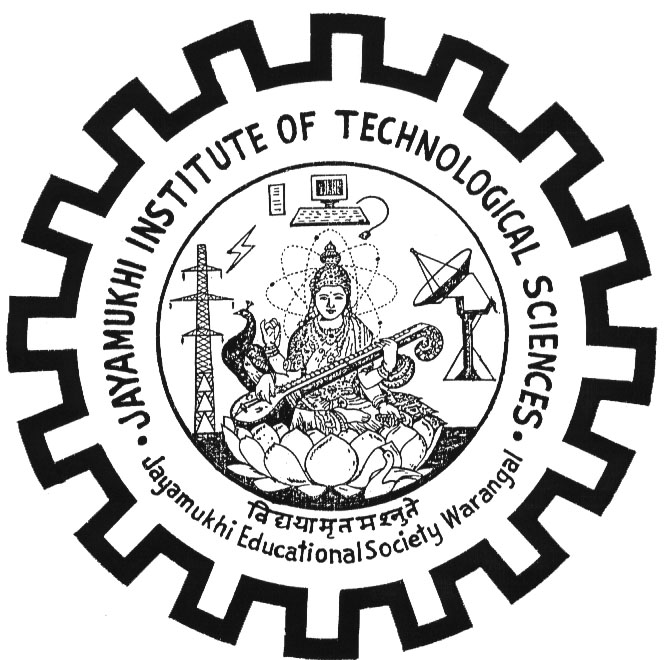 JAYAMUKHI INSTITUTE OF TECHNOLOGICAL SCIENCES
विद्ययामृतमश्नुते
Jayamukhi Educational Society Warangal